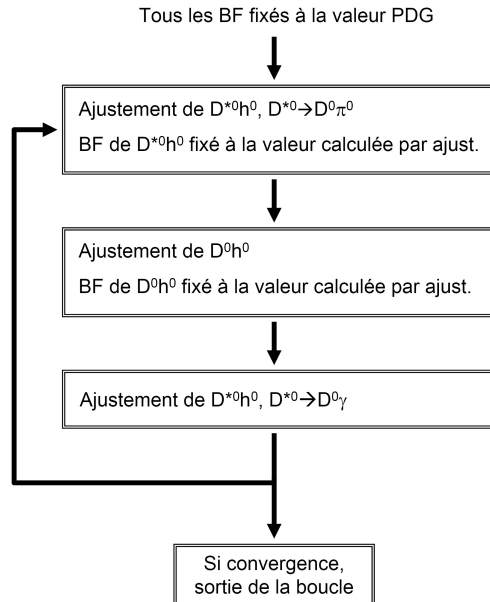 Tous les BF fixés à la valeur PDG
Ajustement de D*⁰h⁰, D*⁰→D⁰π⁰
BF de D*⁰h⁰ fixé à la valeur calculée par ajust.
Ajustement de D⁰h⁰
BF de D⁰h⁰ fixé à la valeur calculée par ajust.
Ajustement de D*⁰h⁰, D*⁰→D⁰γ
Si convergence,
sortie de la boucle